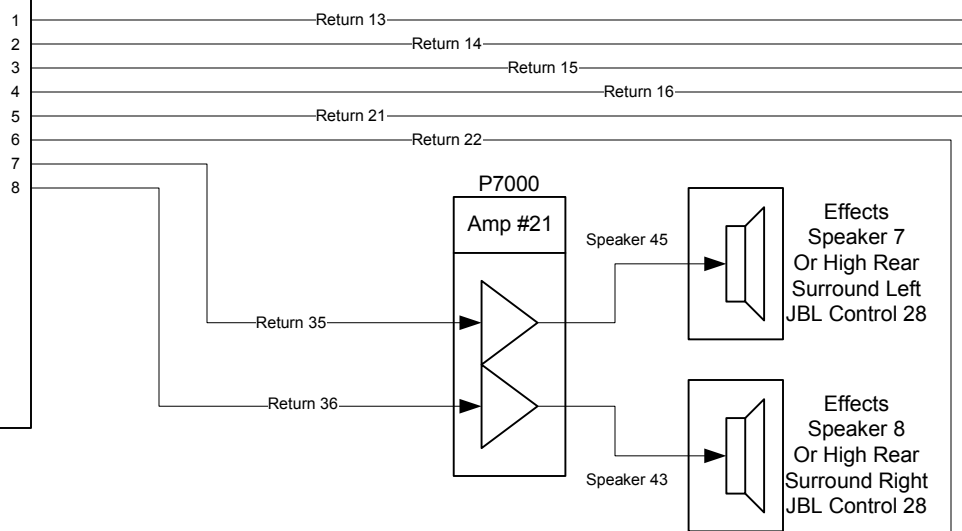 1
Return 13
2
Return 14
3
Return 15
4
Return 16
5
Return 21
6
Return 22
7
8
P7000
Amp #21
Speaker 45
Effects
Speaker 7
Or High Rear
Surround Left
JBL Control 28
Return 35
Return 36
Speaker 43
Effects
Speaker 8
Or High Rear
Surround Right
JBL Control 28